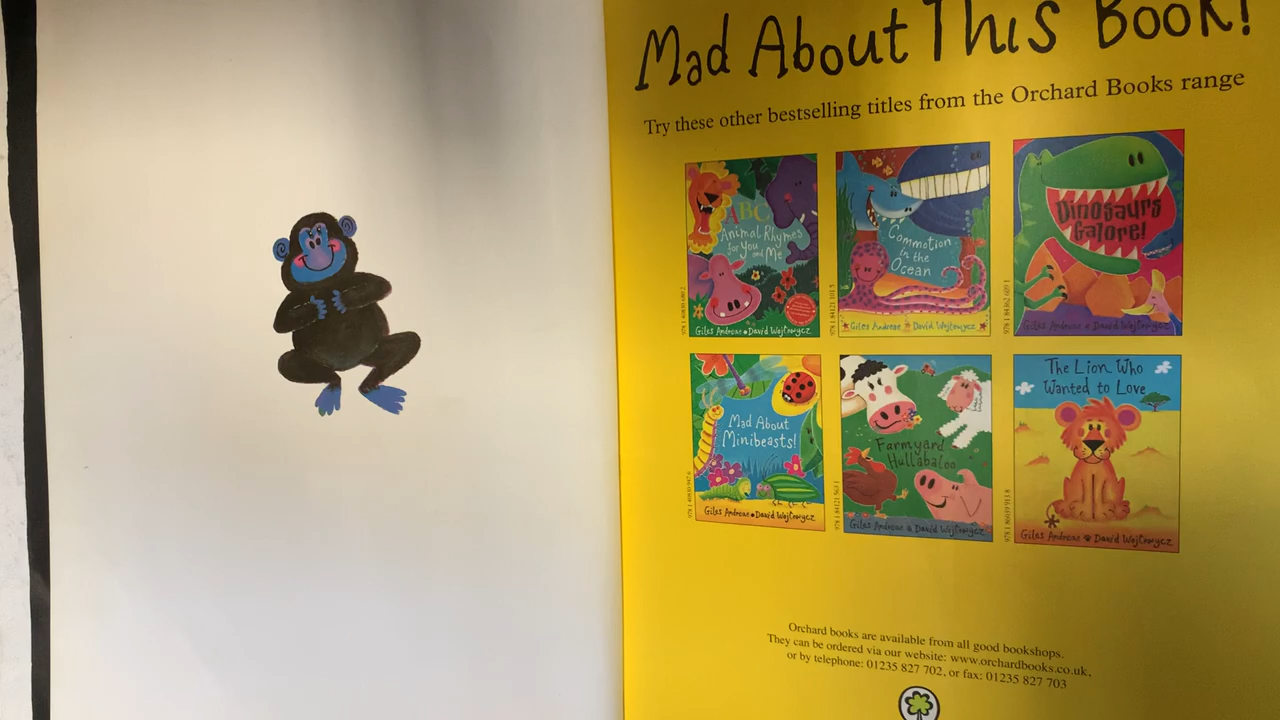 Mad About This Book!
Try these other bestselling titles from the Orchard Books range
ABC
Animal Rhymes
for You and Me
Giles Andreae David Wojtowycz
Commotion
in the
Ocean
Giles Andreae David Wojtowycz
Dinosaurs
Galore!
Giles Andreae David Wojtowycz
Mad About
Minibeasts!
Giles Andreae David Wojtowycz
Farmyard
Hullabaloo
Giles Andreae David Wojtowycz
The Lion Who
Wanted to Love
Giles Andreae David Wojtowycz
Orchard books are available from all good bookshops.
They can be ordered via our website: www.orchardbooks.co.uk,
or by telephone: 01235 827 702, or fax: 01235 827 703